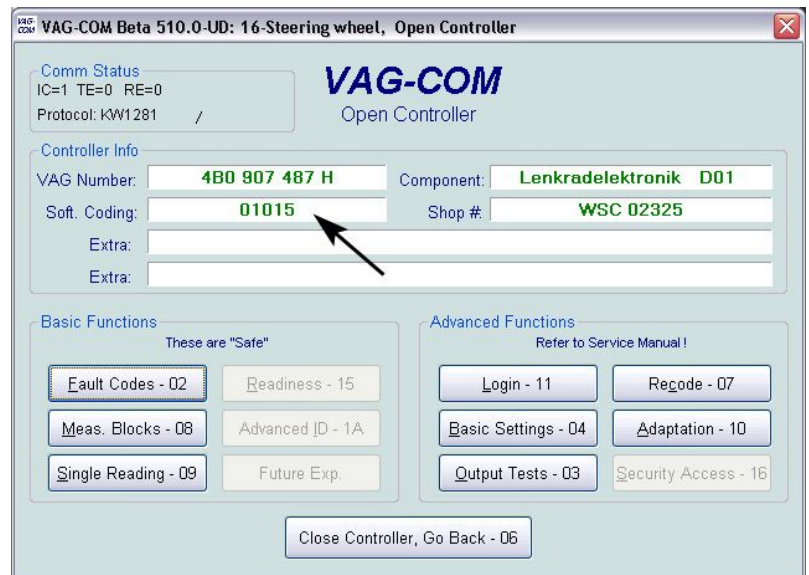 VAG-COM Beta 510.0-UD: 16-Steering wheel, Open Controller
Comm Status
IC=1 TE=0 RE=0
Protocol: KW1281 /
VAG-COM
Open Controller
Controller Info
VAG Number: 4B0 907 487 H Component: Lenkradelektronik D01
Soft. Coding: 01015 Shop #: WSC 02325
Extra:
Extra:
Basic Functions
These are "Safe"
Fault Codes - 02 Readiness - 15
Meas. Blocks - 08 Advanced ID - 1A
Single Reading - 09 Future Exp.
Advanced Functions
Refer to Service Manual !
Login - 11 Recode - 07
Basic Settings - 04 Adaptation - 10
Output Tests - 03 Security Access - 16
Close Controller, Go Back - 06